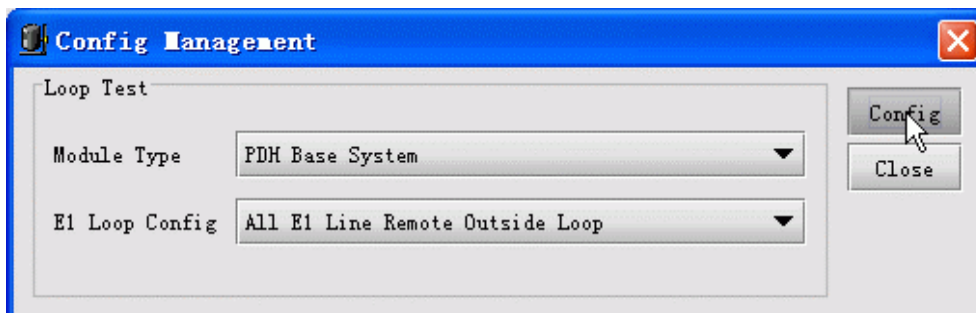 Config Management
Loop Test
Config
Module Type PDH Base System
Close
E1 Loop Config All E1 Line Remote Outside Loop